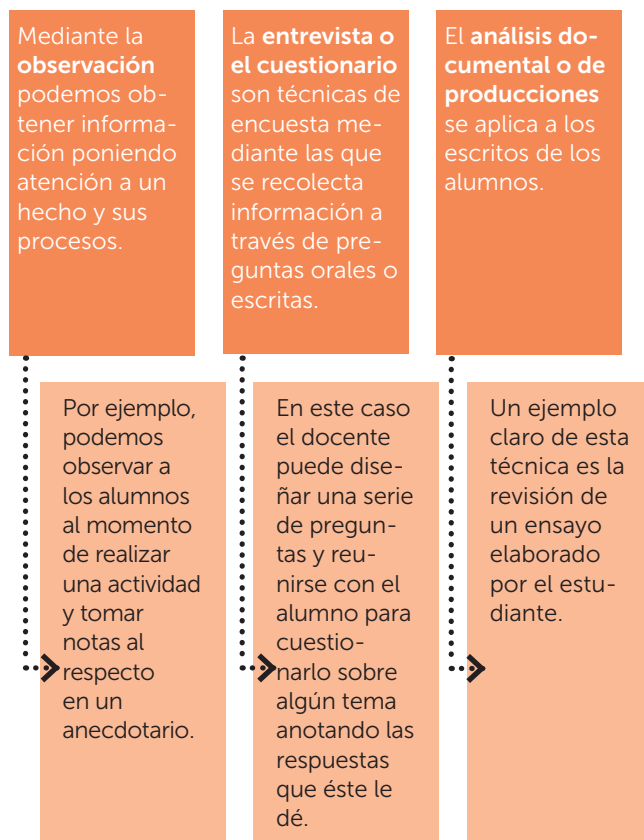 Mediante la
observación
podemos ob-
tener informa-
ción poniendo
atención a un
hecho y sus
procesos.
La entrevista o
el cuestionario
son técnicas de
encuesta me-
diante las que
se recolecta
información a
través de pre-
guntas orales o
escritas.
El análisis do-
cumental o de
producciones
se aplica a los
escritos de los
alumnos.
Por ejemplo,
podemos
observar a
los alumnos
al momento
de realizar
una actividad
y tomar
notas al
respecto
en un
anecdotario.
En este caso
el docente
puede dise-
ñar una serie
de pregun-
tas y reu-
nirse con el
alumno para
cuestio-
narlo sobre
algún tema
anotando las
respuestas
que éste le
dé.
Un ejemplo
claro de esta
técnica es la
revisión de
un ensayo
elaborado
por el estu-
diante.